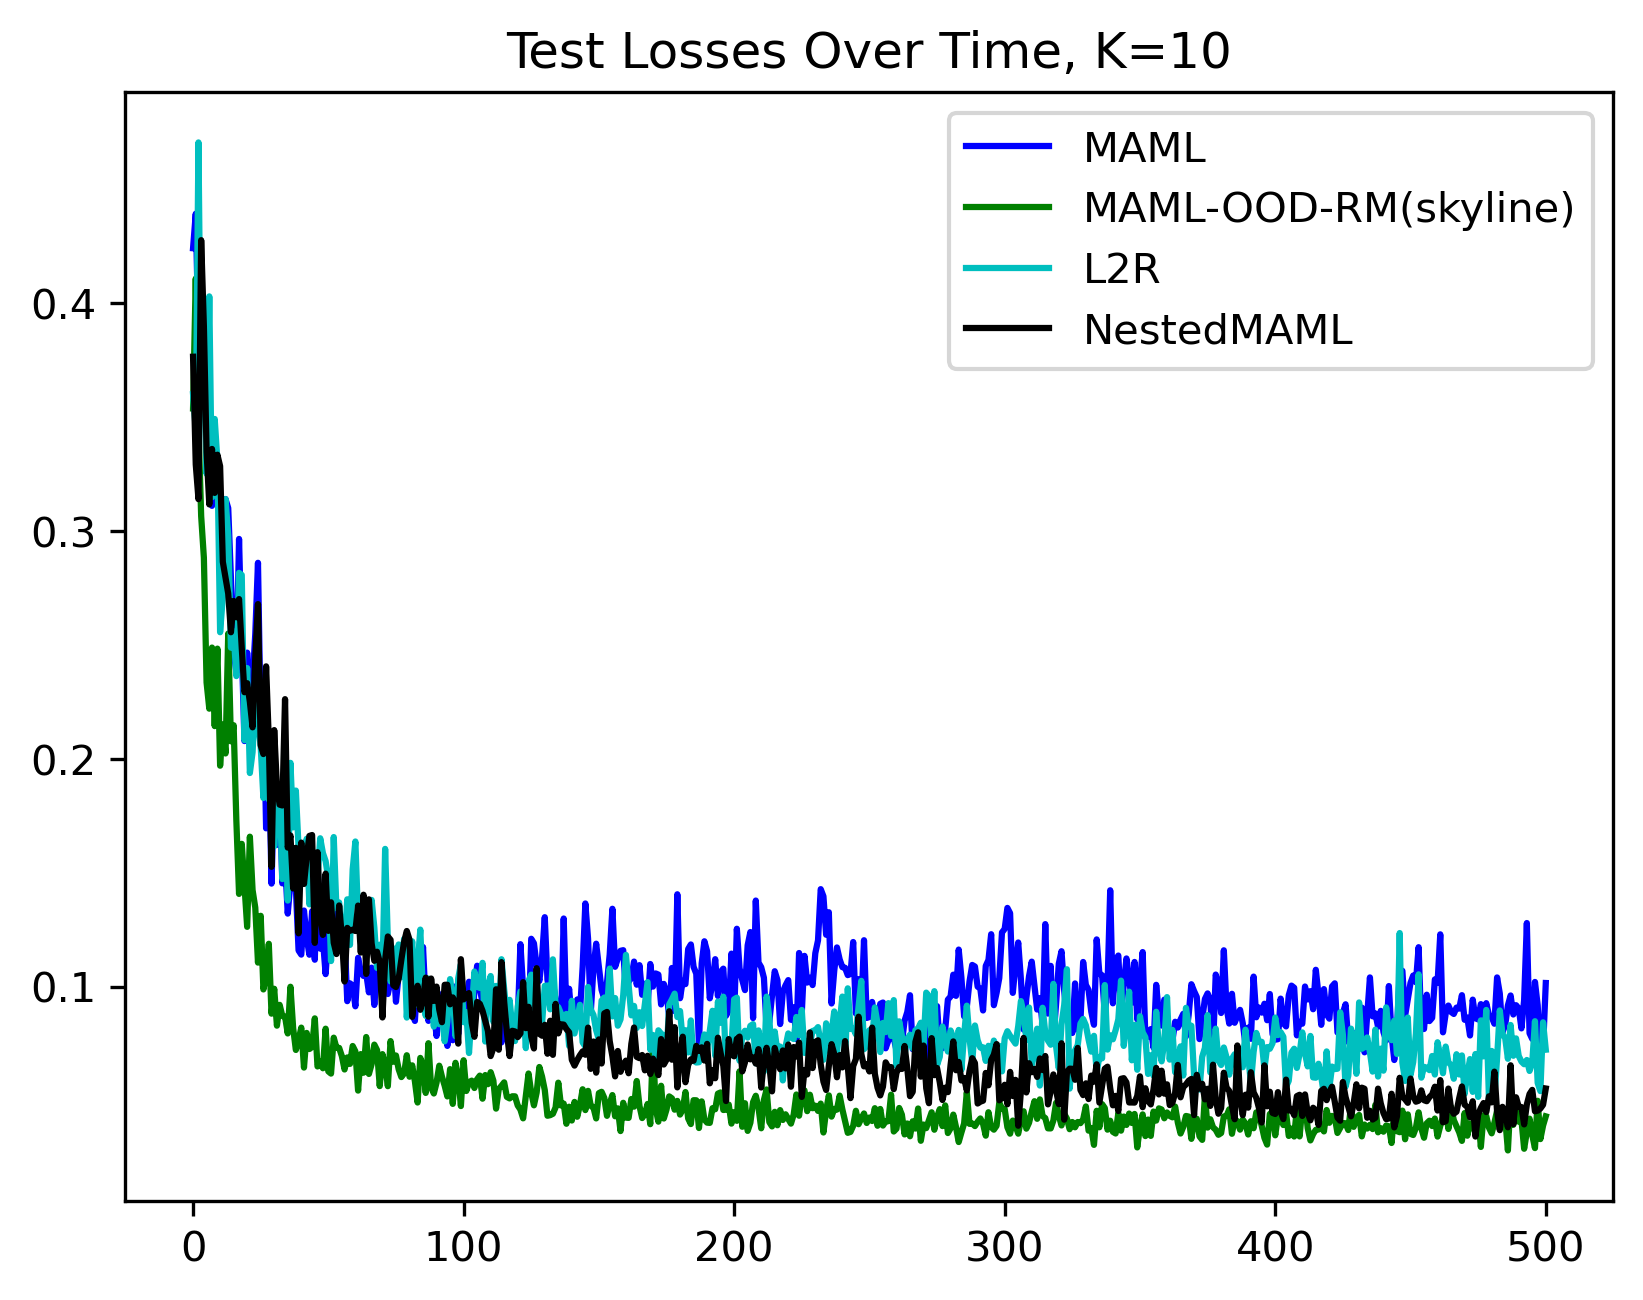 Test Losses Over Time, K=10
MAML
MAML-OOD-RM(skyline)
L2R
NestedMAML
0.4
0.3
0.2
0.1
0 100 200 300 400 500